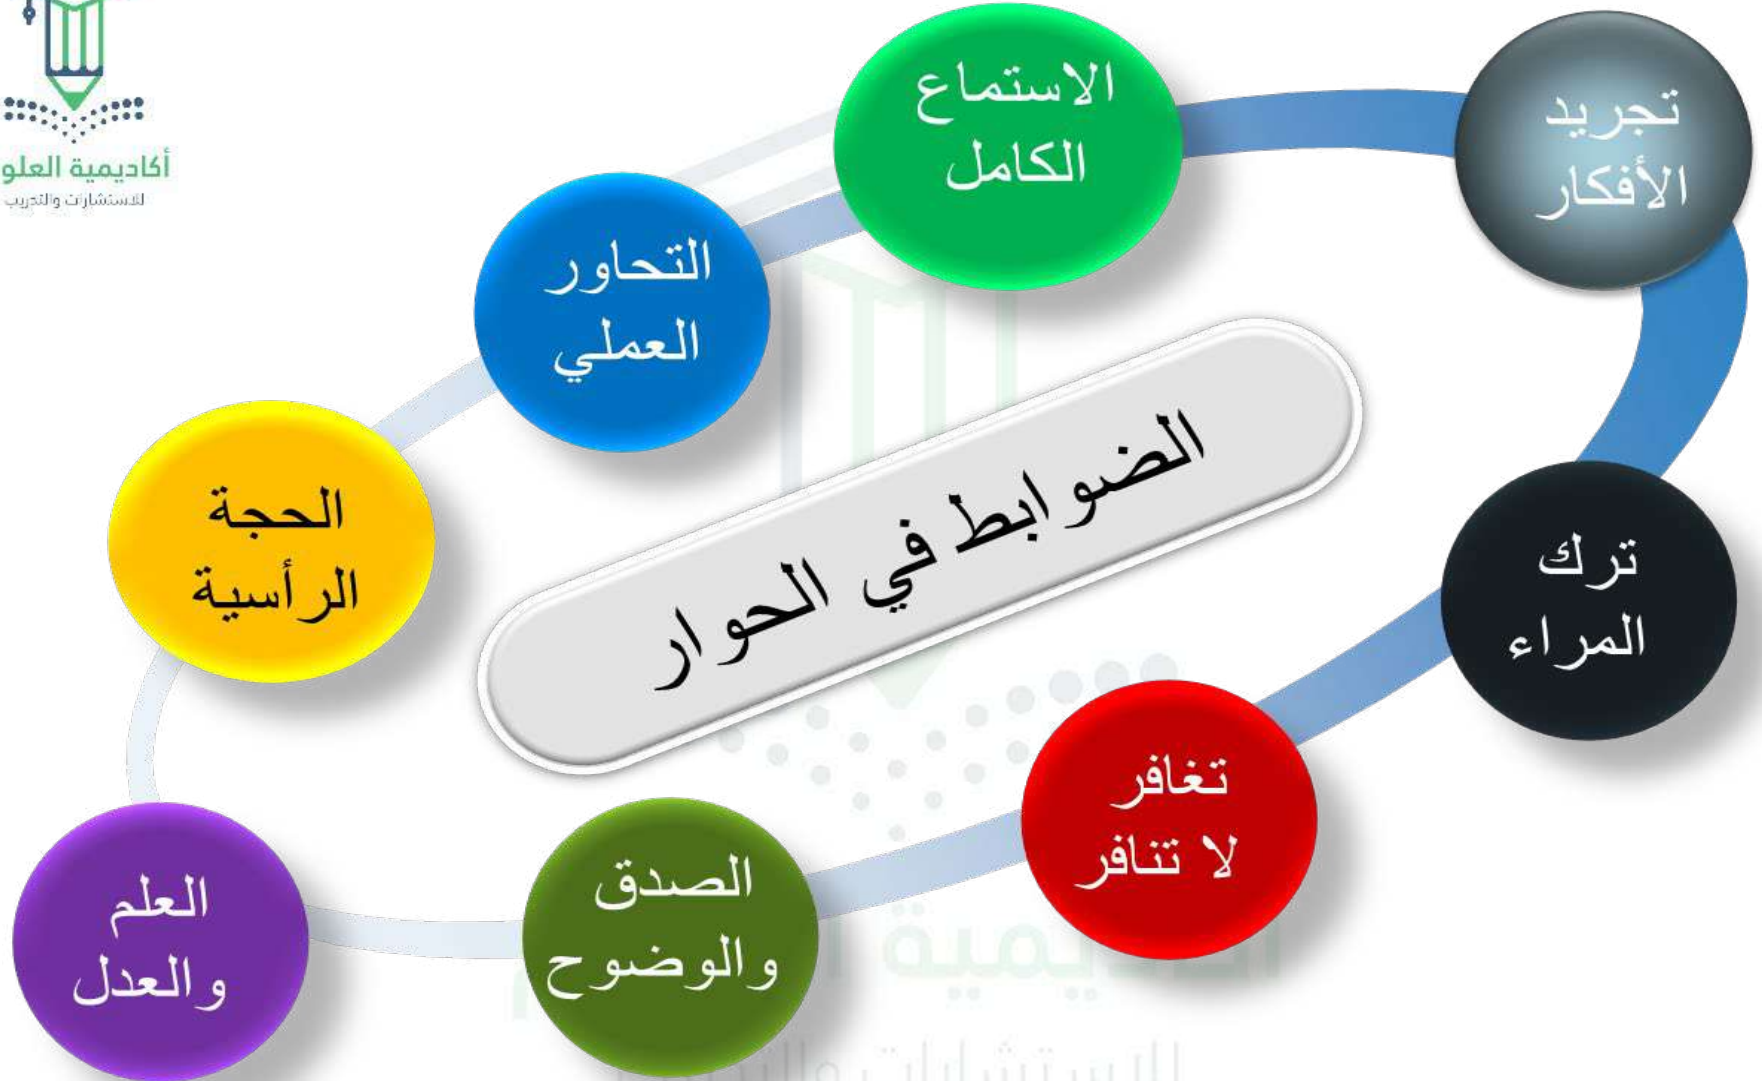 أكاديمية العلو
للاستشارات والتدريب
الاستماع
الكامل
تجريد
الأفكار
التحاور
العملي
الضوابط في الحوار
الحجة
الرأسية
ترك
المراء
تغافر
لا تنافر
الصدق
والوضوح
العلم
والعدل